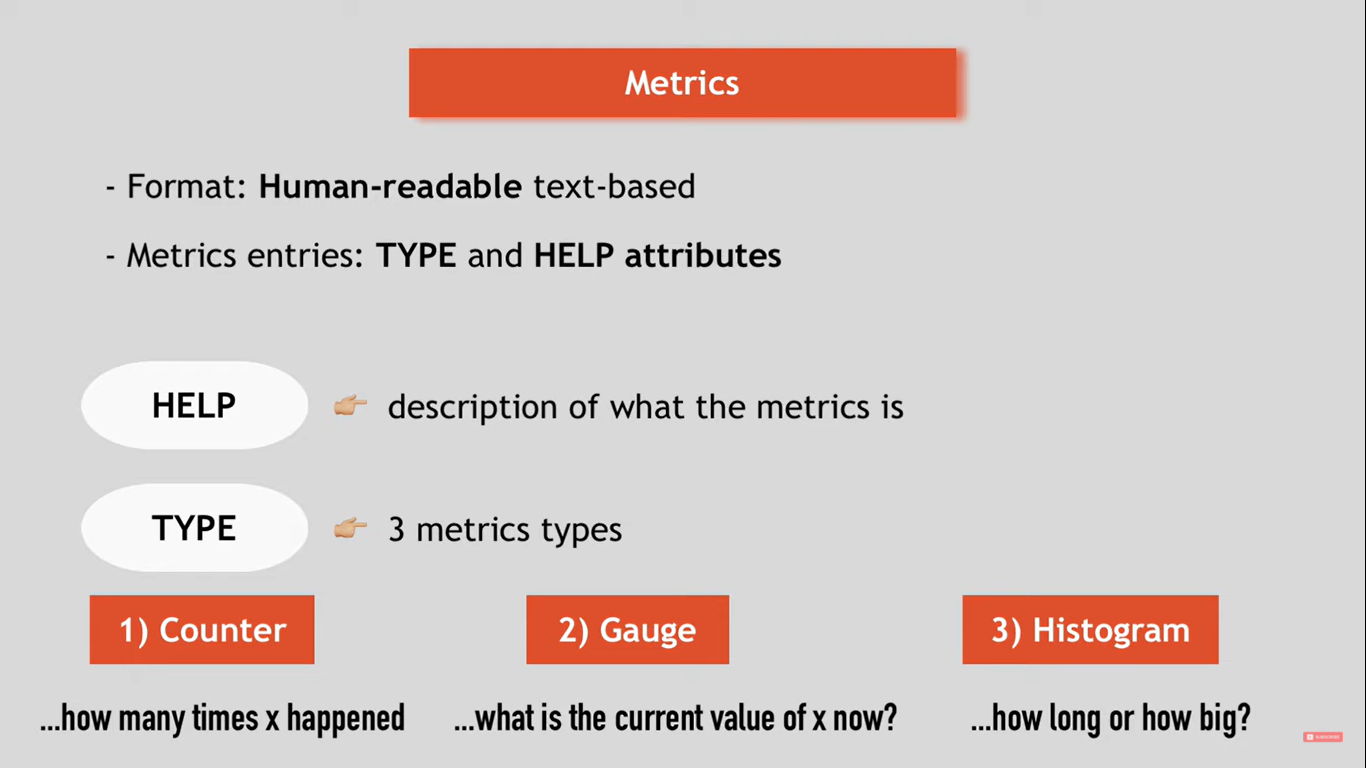 Metrics
- Format: Human-readable text-based
- Metrics entries: TYPE and HELP attributes
HELP
description of what the metrics is
TYPE
3 metrics types
1) Counter
2) Gauge
3) Histogram
...how many times x happened
...what is the current value of x now?
...how long or how big?
SUBSCRIBE